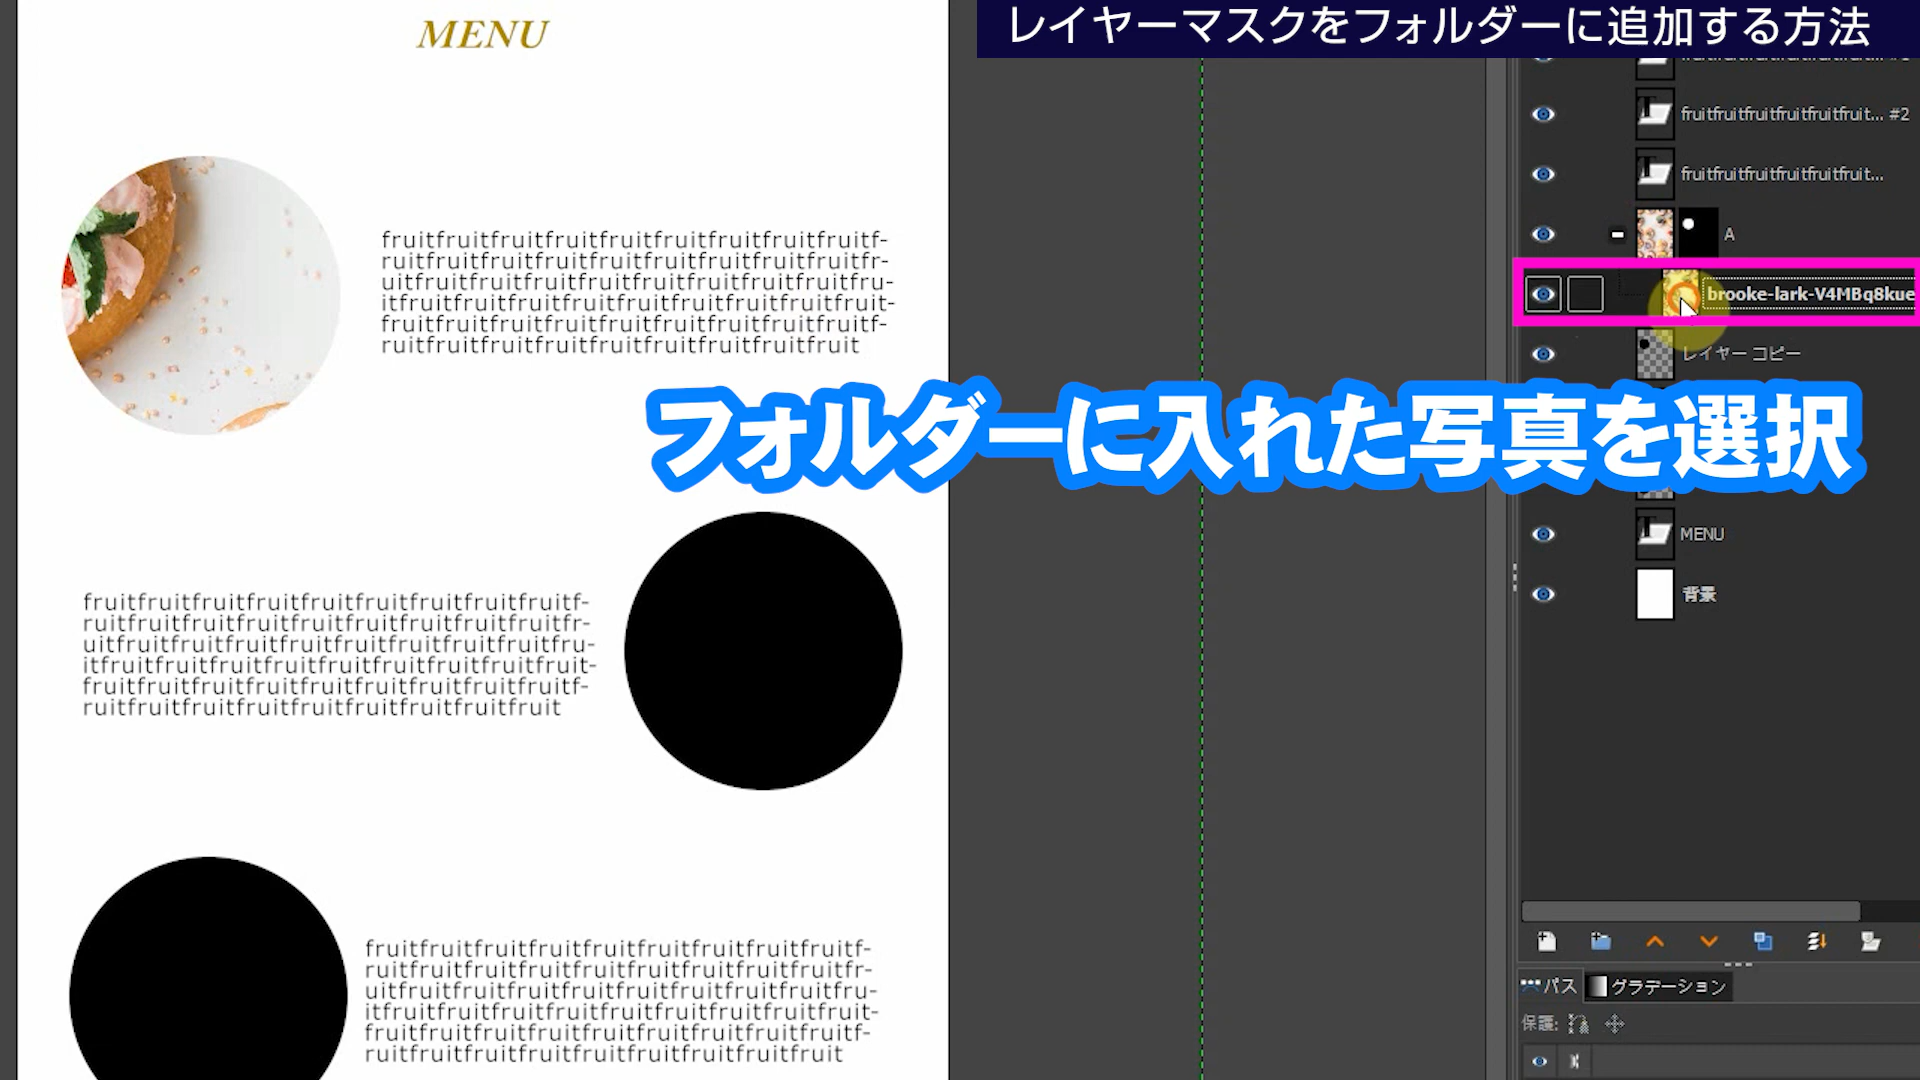 MENU
レイヤーマスクをフォルダーに追加する方法
fruitfruitfruitfruitfruitfruit... #2
fruitfruitfruitfruitfruitfruit...
A
brooke-lark-V4MBq8kue
レイヤー コピー
fruitfruitfruitfruitfruitfruitfruitfruitfruitf-
ruitfruitfruitfruitfruitfruitfruitfruitfruitfr-
uitfruitfruitfruitfruitfruitfruitfruitfruitfru-
itfruitfruitfruitfruitfruitfruitfruitfruitfruit-
fruitfruitfruitfruitfruitfruitfruitfruitfruitf-
ruitfruitfruitfruitfruitfruitfruitfruitfruit
フォルダーに入れた写真を選択
MENU
背景
fruitfruitfruitfruitfruitfruitfruitfruitfruitf-
ruitfruitfruitfruitfruitfruitfruitfruitfruitfr-
uitfruitfruitfruitfruitfruitfruitfruitfruitfru-
itfruitfruitfruitfruitfruitfruitfruitfruitfruit-
fruitfruitfruitfruitfruitfruitfruitfruitfruitf-
ruitfruitfruitfruitfruitfruitfruitfruitfruit
fruitfruitfruitfruitfruitfruitfruitfruitfruitf-
ruitfruitfruitfruitfruitfruitfruitfruitfruitfr-
uitfruitfruitfruitfruitfruitfruitfruitfruitfru-
itfruitfruitfruitfruitfruitfruitfruitfruitfruit-
fruitfruitfruitfruitfruitfruitfruitfruitfruitf-
ruitfruitfruitfruitfruitfruitfruitfruitfruit
パス
グラデーション
保護: